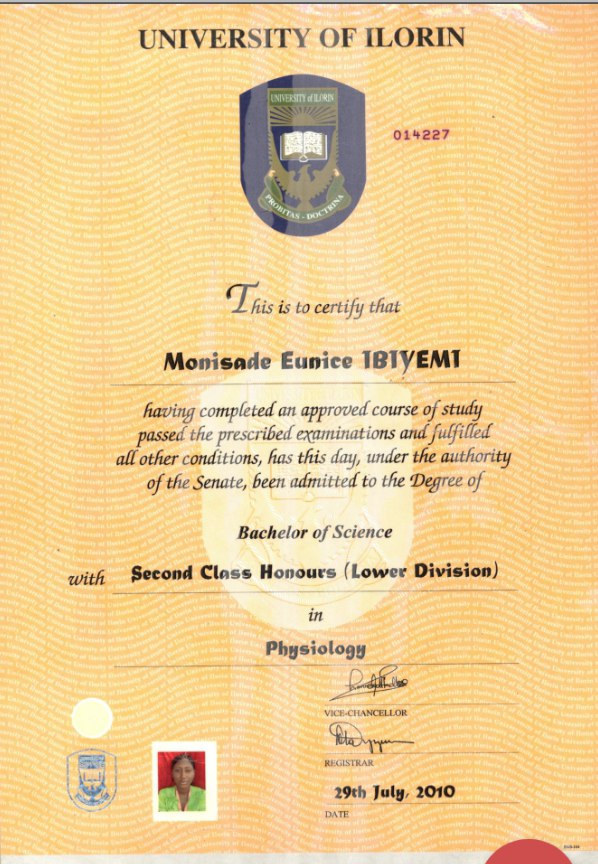 UNIVERSITY OF ILORIN
UNIVERSITY of ILORIN
PROBITAS - DOCTRINA
014227
This is to certify that
Monisade Eunice IBIYEMI
having completed an approved course of study
passed the prescribed examinations and fulfilled
all other conditions, has this day, under the authority
of the Senate, been admitted to the Degree of
Bachelor of Science
with Second Class Honours (Lower Division)
in
Physiology
VICE-CHANCELLOR
REGISTRAR
29th July, 2010
DATE